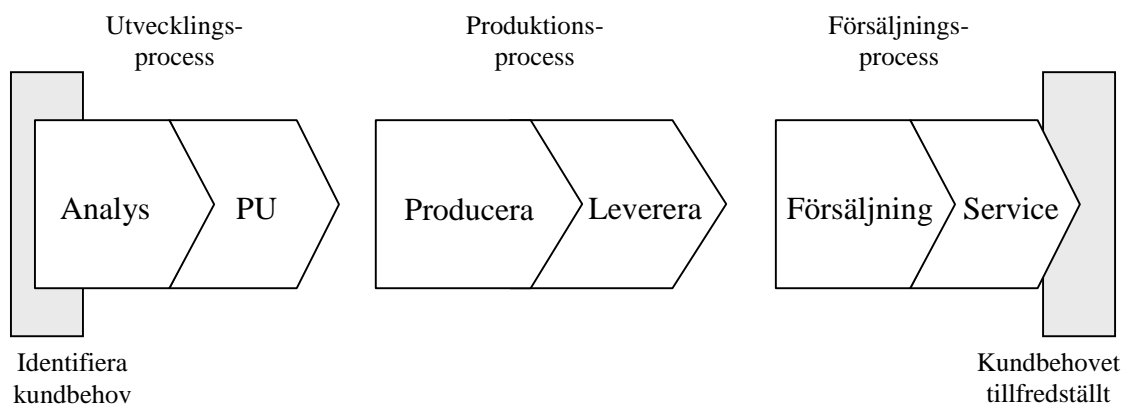 Utvecklings-
process
Produktions-
process
Försäljnings-
process
Analys
PU
Producera
Leverera
Försäljning
Service
Identifiera
kundbehov
Kundbehovet
tillfredställt